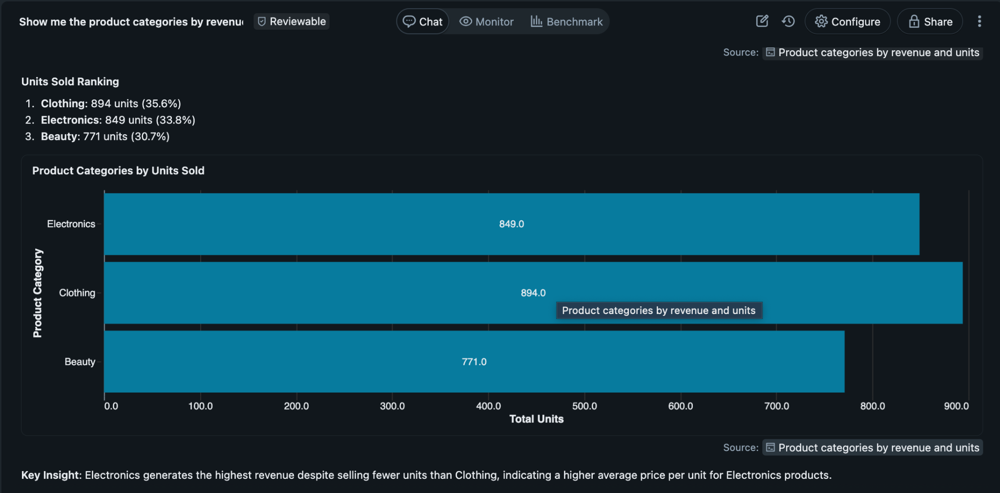 Show me the product categories by revenu
Reviewable
Chat
Monitor
Benchmark
Configure
Share
Source: Product categories by revenue and units
Units Sold Ranking
1. Clothing: 894 units (35.6%)
2. Electronics: 849 units (33.8%)
3. Beauty: 771 units (30.7%)
Product Categories by Units Sold
Product Category
Electronics
849.0
Clothing
894.0
Product categories by revenue and units
Beauty
771.0
0.0 100.0 200.0 300.0 400.0 500.0 600.0 700.0 800.0 900.0
Total Units
Source: Product categories by revenue and units
Key Insight: Electronics generates the highest revenue despite selling fewer units than Clothing, indicating a higher average price per unit for Electronics products.